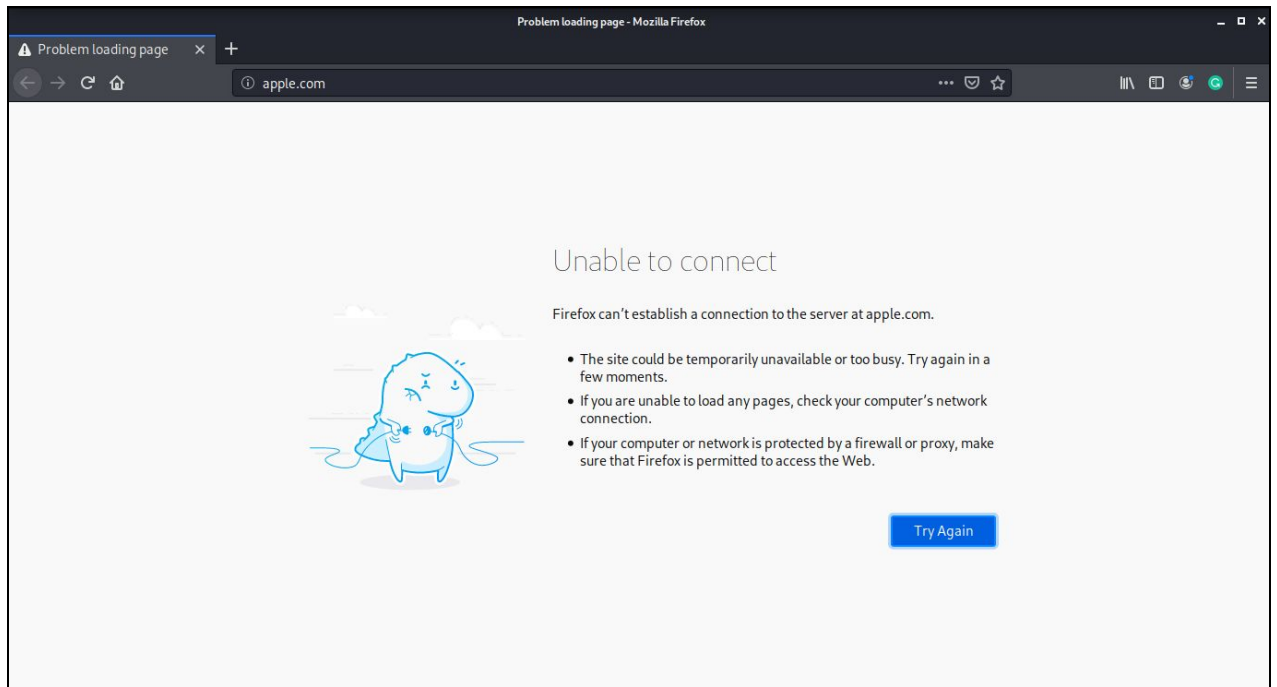 Problem loading page - Mozilla Firefox
Problem loading page
apple.com
Unable to connect
Firefox can’t establish a connection to the server at apple.com.
• The site could be temporarily unavailable or too busy. Try again in a
few moments.
• If you are unable to load any pages, check your computer’s network
connection.
• If your computer or network is protected by a firewall or proxy, make
sure that Firefox is permitted to access the Web.
Try Again